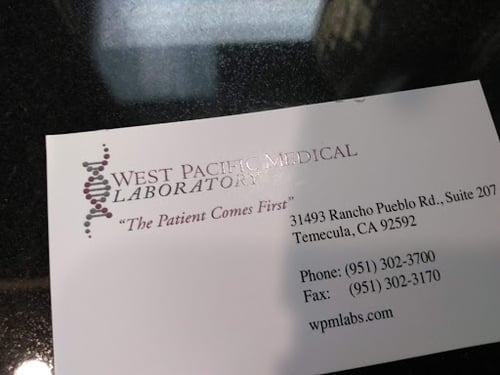 West Pacific Medical
Laboratory
"The Patient Comes First"
31493 Rancho Pueblo Rd., Suite 207
Temecula, CA 92592
Phone: (951) 302-3700
Fax: (951) 302-3170
wpmlabs.com